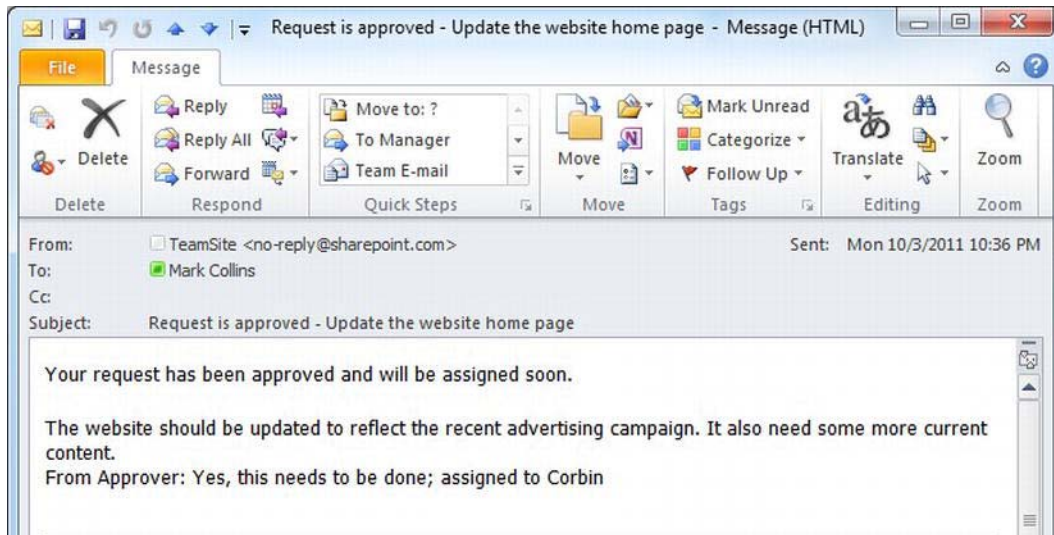 Request is approved - Update the website home page - Message (HTML)
File Message
Delete
Reply
Reply All
Forward
Move to: ?
To Manager
Team E-mail
Move
Mark Unread
Categorize
Follow Up
Translate
Zoom
Delete Respond Quick Steps Move Tags Editing Zoom
From: TeamSite <no-reply@sharepoint.com> Sent: Mon 10/3/2011 10:36 PM
To: Mark Collins
Cc:
Subject: Request is approved - Update the website home page
Your request has been approved and will be assigned soon.
The website should be updated to reflect the recent advertising campaign. It also need some more current
content.
From Approver: Yes, this needs to be done; assigned to Corbin